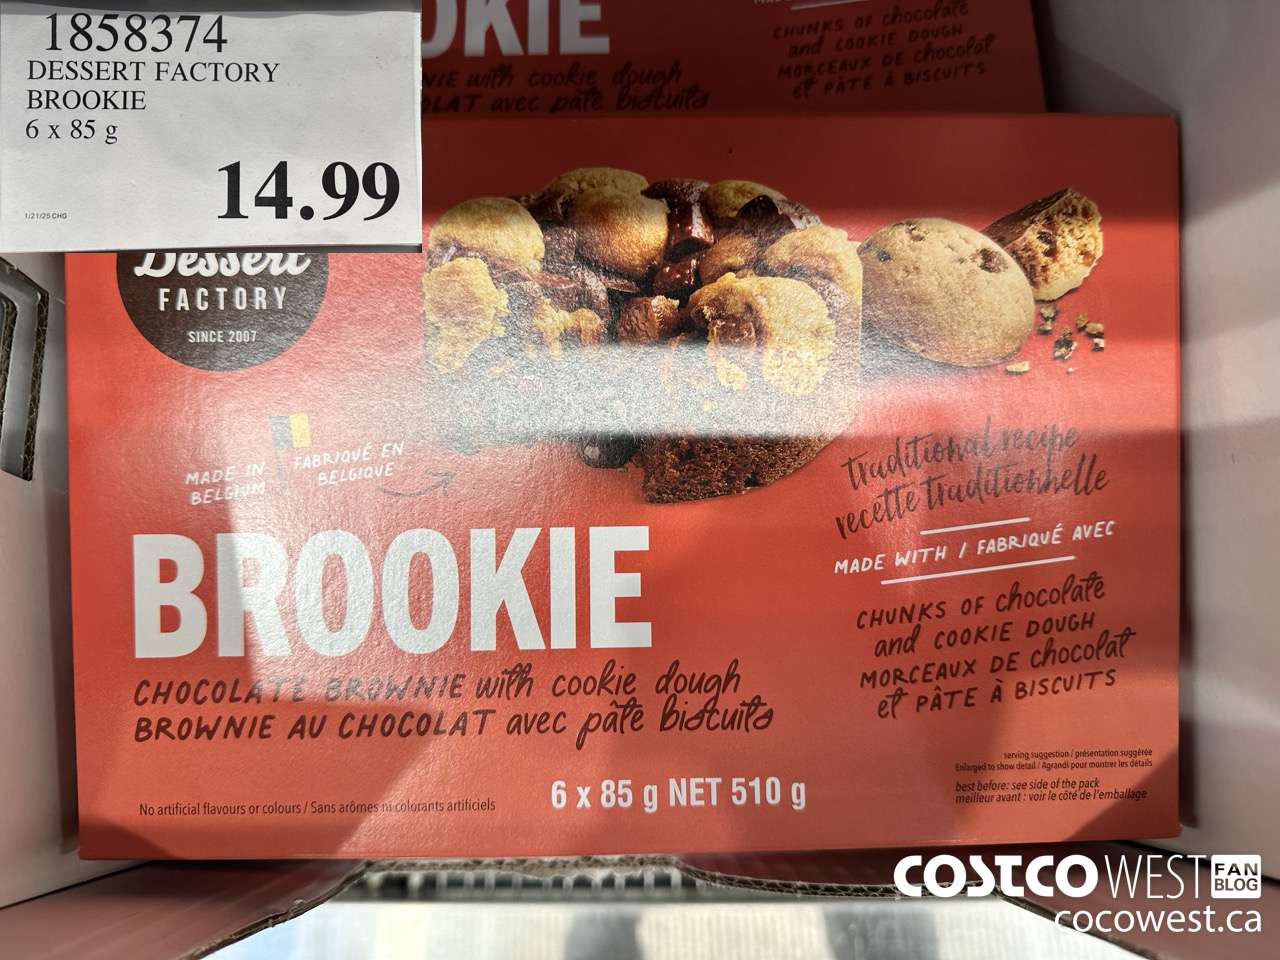 1858374
DESSERT FACTORY
BROOKIE
6 x 85 g
14.99
1/21/25 CHG
OKIE
NIE with cookie dough
OLAT avec pâte biscuits
CHUNKS OF chocolate
and COOKIE DOUGH
MORCEAUX DE chocolat
et PÂTE À BISCUITS
Dessert
FACTORY
SINCE 2007
MADE IN
BELGIUM
FABRIQUÉ EN
BELGIQUE
traditional recipe
recette traditionnelle
MADE WITH / FABRIQUÉ AVEC
CHUNKS OF chocolate
and COOKIE DOUGH
MORCEAUX DE chocolat
et PÂTE À BISCUITS
BROOKIE
CHOCOLATE BROWNIE with cookie dough
BROWNIE AU CHOCOLAT avec pâte biscuits
serving suggestion / présentation suggérée
Enlarged to show detail / Agrandi pour montrer les détails
best before: see side of the pack
meilleur avant : voir le côté de l'emballage
No artificial flavours or colours / Sans arômes ni colorants artificiels
6 x 85 g NET 510 g
COSTCO WEST FAN BLOG
cocowest.ca